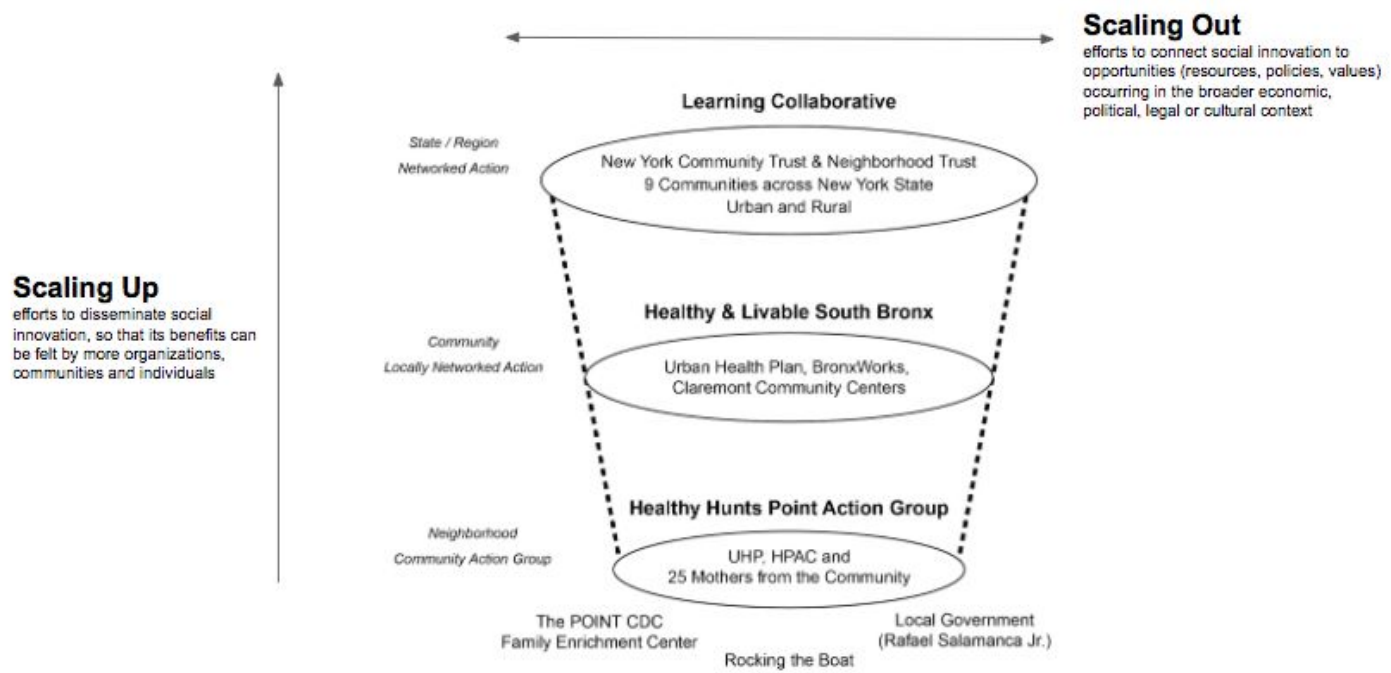 Scaling Out
efforts to connect social innovation to
opportunities (resources, policies, values)
occurring in the broader economic,
political, legal or cultural context
Learning Collaborative
State / Region
Networked Action
New York Community Trust & Neighborhood Trust
9 Communities across New York State
Urban and Rural
Scaling Up
efforts to disseminate social
innovation, so that its benefits can
be felt by more organizations,
communities and individuals
Healthy & Livable South Bronx
Community
Locally Networked Action
Urban Health Plan, BronxWorks,
Claremont Community Centers
Healthy Hunts Point Action Group
Neighborhood
Community Action Group
UHP, HPAC and
25 Mothers from the Community
The POINT CDC
Family Enrichment Center
Local Government
(Rafael Salamanca Jr.)
Rocking the Boat